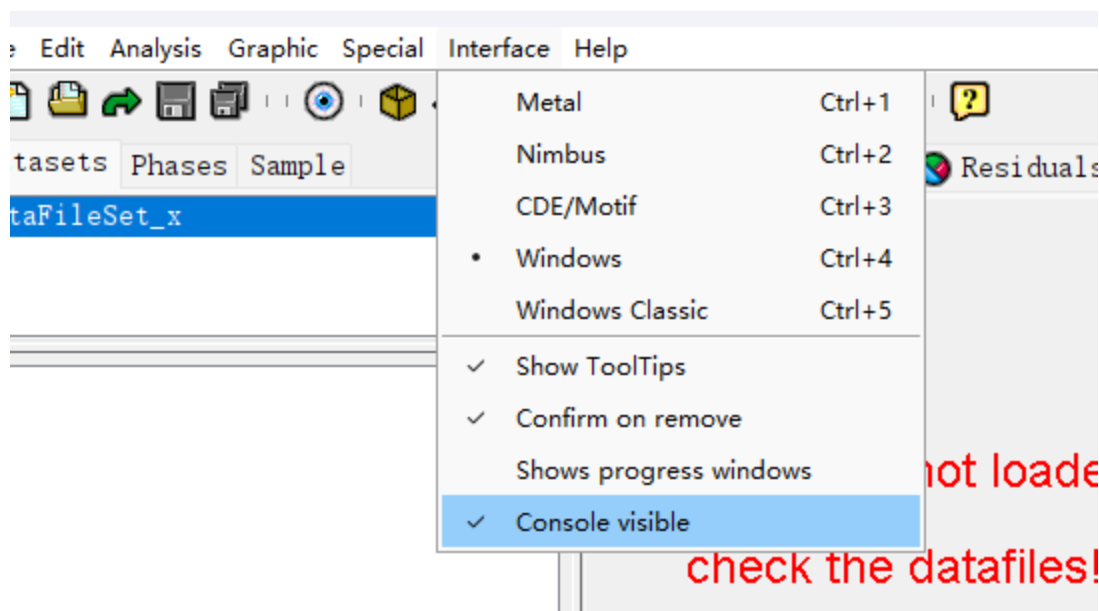 Edit Analysis Graphic Special Interface Help
tasets Phases Sample
taFileSet_x
Metal Ctrl+1
Nimbus Ctrl+2
CDE/Motif Ctrl+3
Windows Ctrl+4
Windows Classic Ctrl+5
Show ToolTips
Confirm on remove
Shows progress windows
Console visible
?
Residuals
not loade
check the datafiles!